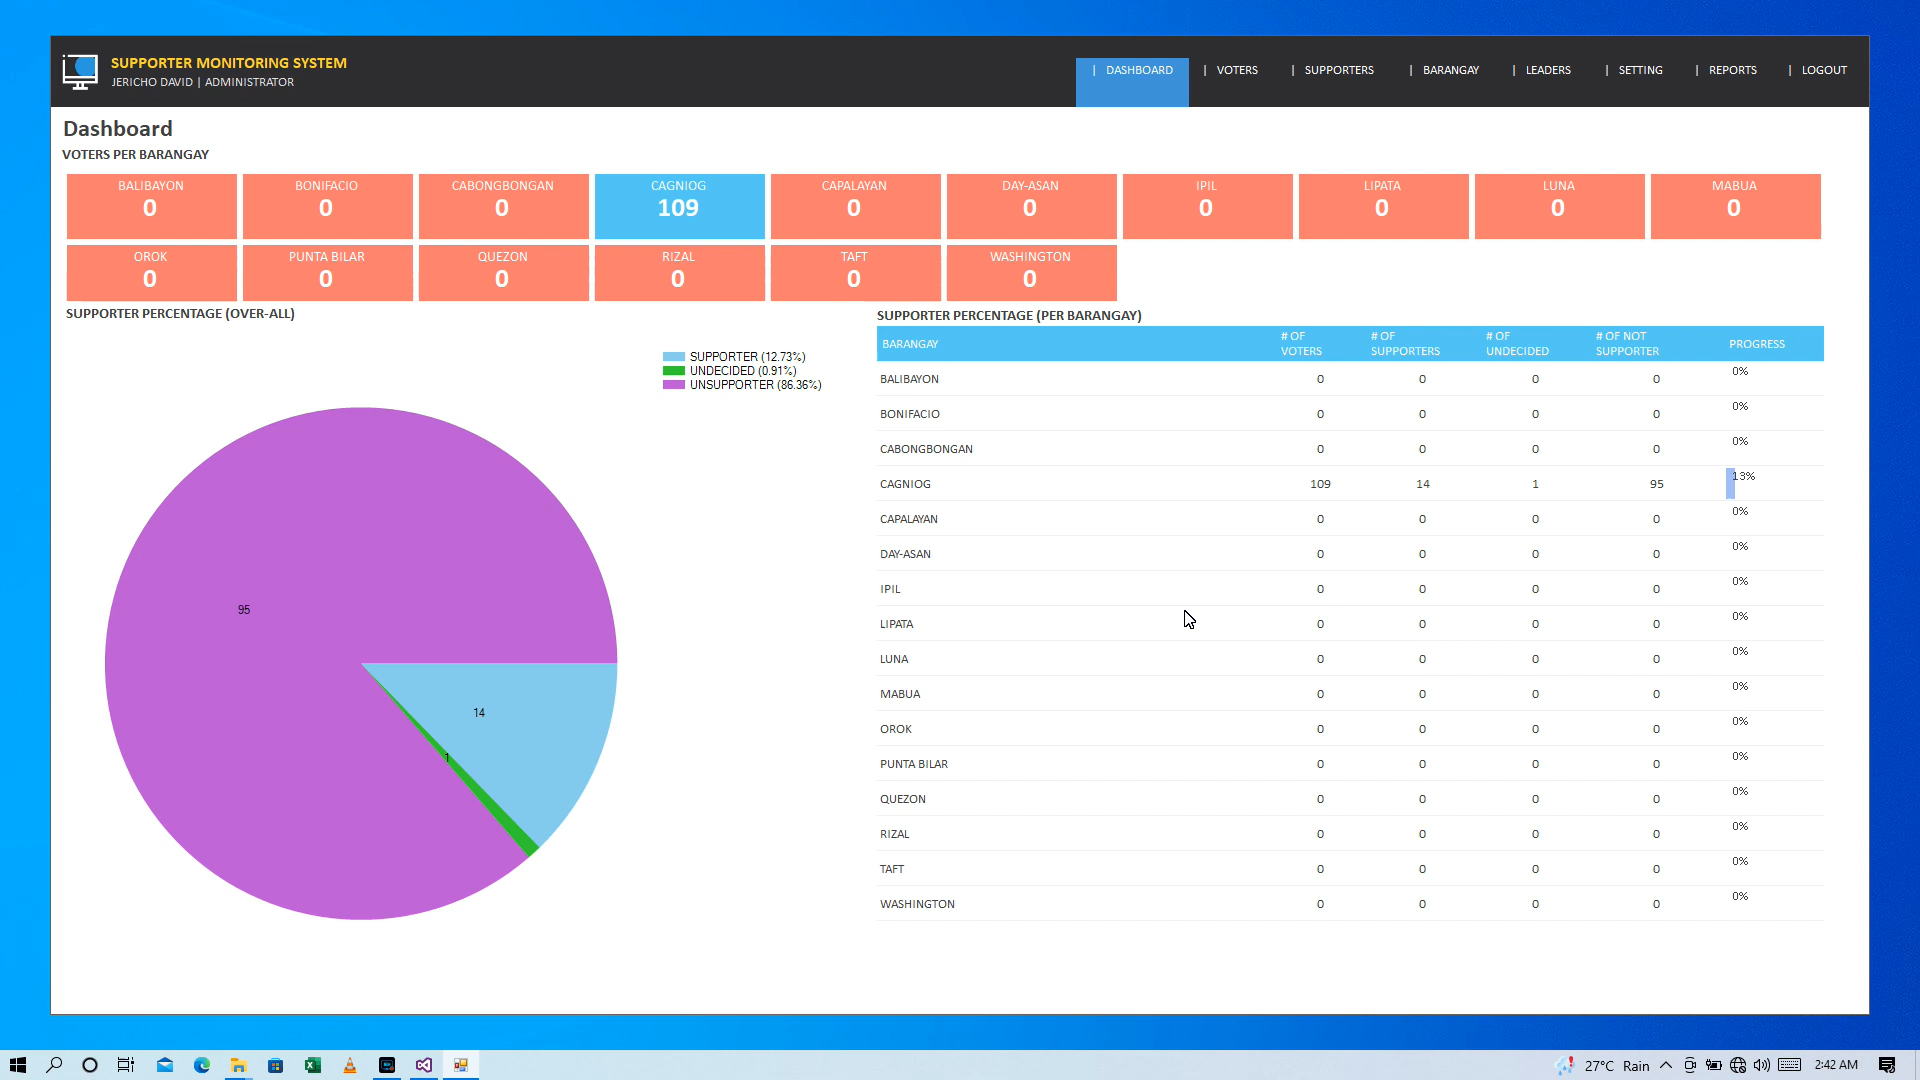 SUPPORTER MONITORING SYSTEM
JERICHO DAVID | ADMINISTRATOR
| DASHBOARD | VOTERS | SUPPORTERS | BARANGAY | LEADERS | SETTING | REPORTS | LOGOUT
Dashboard
VOTERS PER BARANGAY
BALIBAYON BONIFACIO CABONGBONGAN CAGNIOG CAPALAYAN DAY-ASAN IPIL LIPATA LUNA MABUA
0 0 0 109 0 0 0 0 0 0
OROK PUNTA BILAR QUEZON RIZAL TAFT WASHINGTON
0 0 0 0 0 0
SUPPORTER PERCENTAGE (OVER-ALL)
SUPPORTER (12.73%)
UNDECIDED (0.91%)
UNSUPPORTER (86.36%)
95
14
1
SUPPORTER PERCENTAGE (PER BARANGAY)
BARANGAY # OF VOTERS # OF SUPPORTERS # OF UNDECIDED # OF NOT SUPPORTER PROGRESS
BALIBAYON 0 0 0 0 0%
BONIFACIO 0 0 0 0 0%
CABONGBONGAN 0 0 0 0 0%
CAGNIOG 109 14 1 95 13%
CAPALAYAN 0 0 0 0 0%
DAY-ASAN 0 0 0 0 0%
IPIL 0 0 0 0 0%
LIPATA 0 0 0 0 0%
LUNA 0 0 0 0 0%
MABUA 0 0 0 0 0%
OROK 0 0 0 0 0%
PUNTA BILAR 0 0 0 0 0%
QUEZON 0 0 0 0 0%
RIZAL 0 0 0 0 0%
TAFT 0 0 0 0 0%
WASHINGTON 0 0 0 0 0%
27°C Rain 2:42 AM